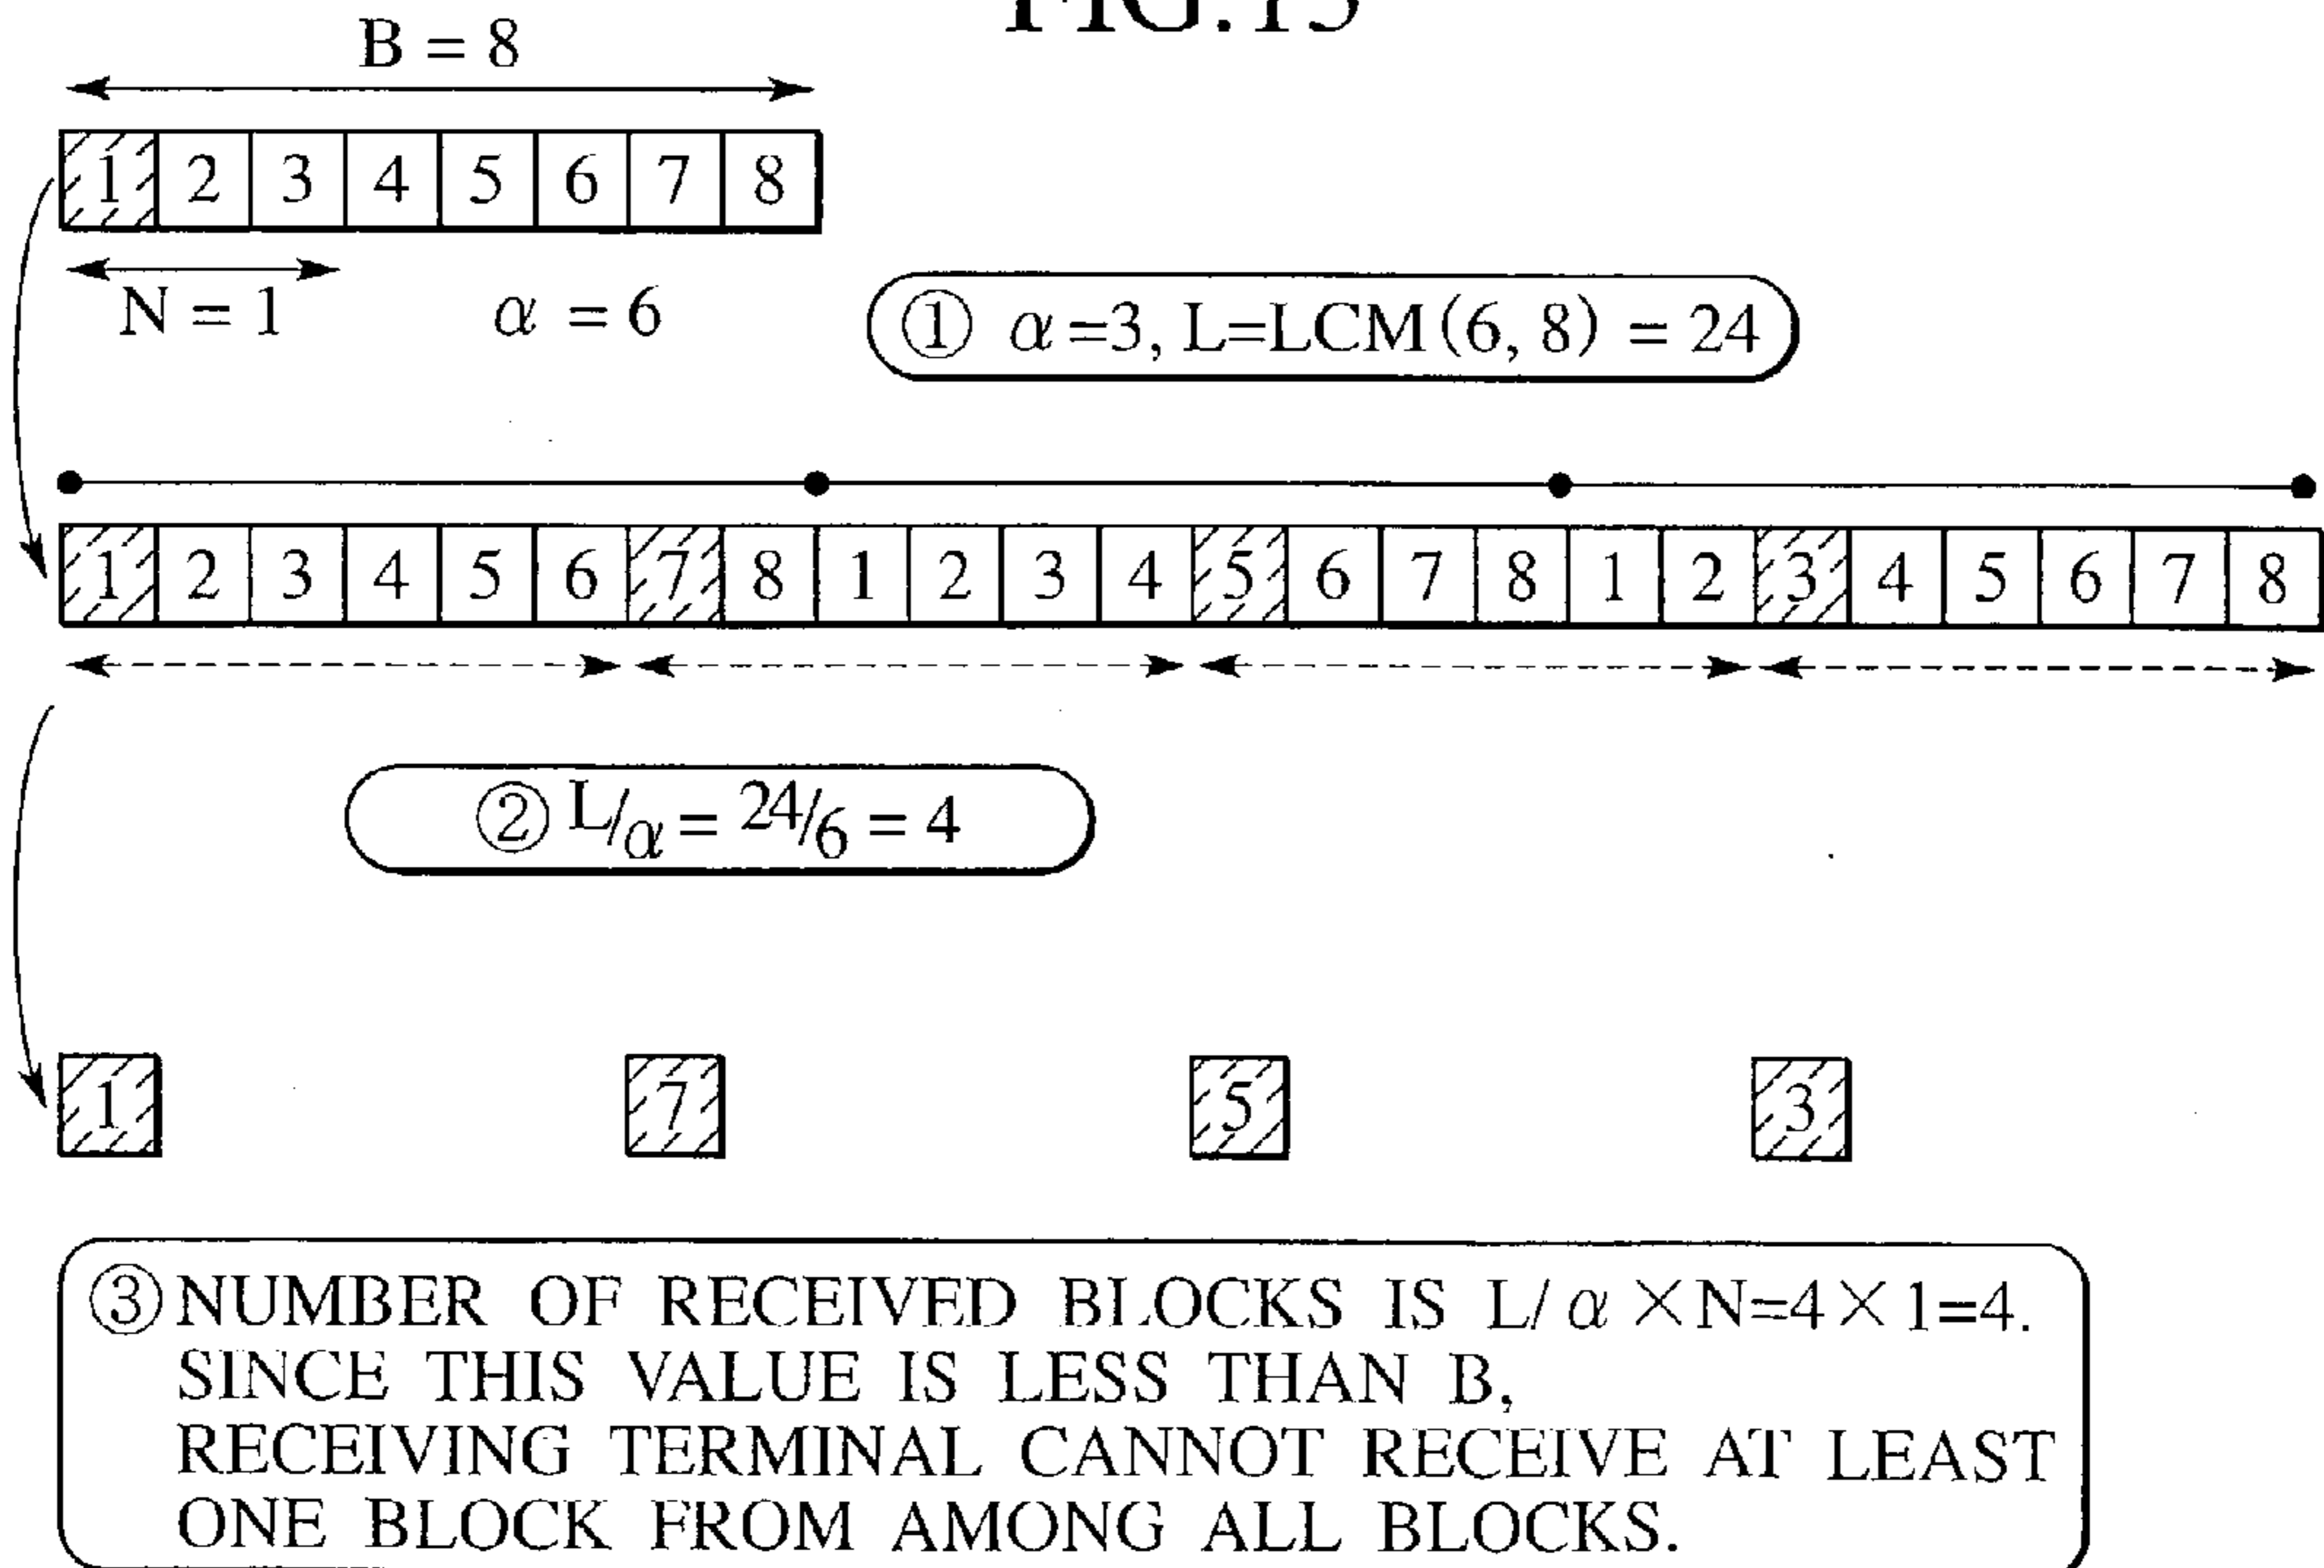 B = 8
1 2 3 4 5 6 7 8
N = 1 α = 6
① α=3, L=LCM(6, 8) = 24
1 2 3 4 5 6 7 8 1 2 3 4 5 6 7 8 1 2 3 4 5 6 7 8
② L/α = 24/6 = 4
1 7 5 3
③ NUMBER OF RECEIVED BLOCKS IS L/α×N=4×1=4.
SINCE THIS VALUE IS LESS THAN B,
RECEIVING TERMINAL CANNOT RECEIVE AT LEAST
ONE BLOCK FROM AMONG ALL BLOCKS.